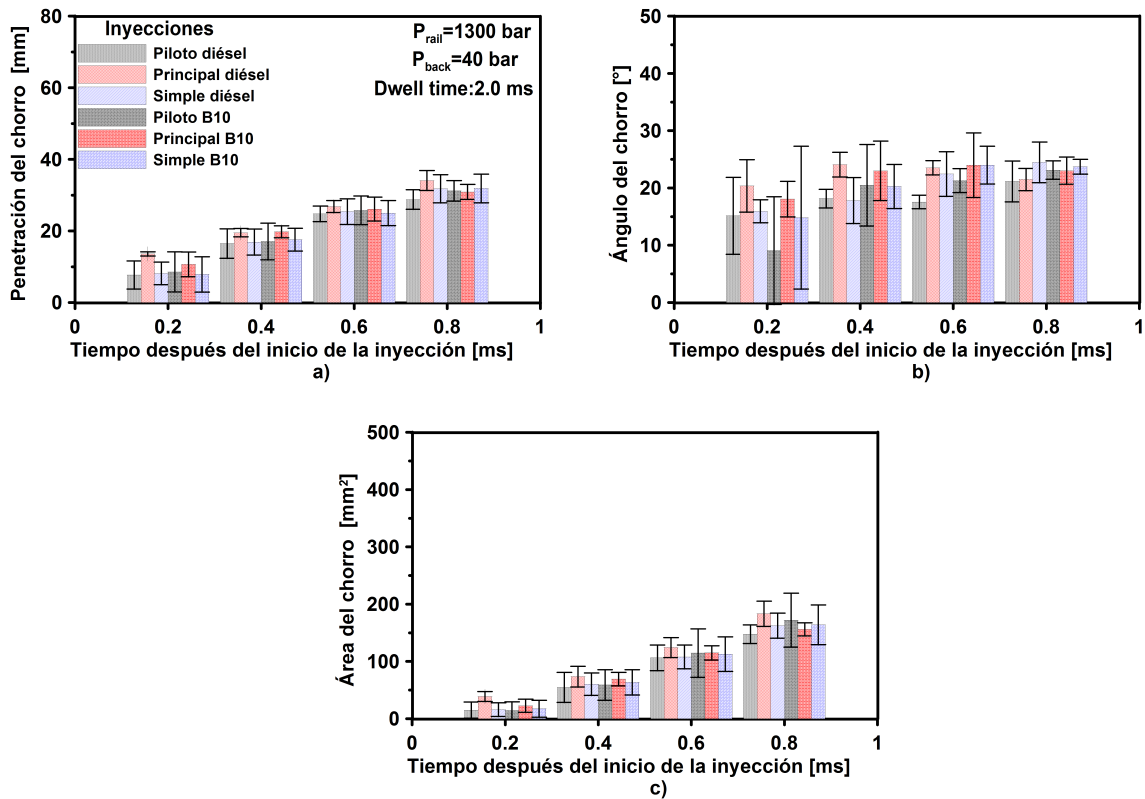 Inyecciones
Piloto diésel
Principal diésel
Simple diésel
Piloto B10
Principal B10
Simple B10
P_rail=1300 bar
P_back=40 bar
Dwell time:2.0 ms
Penetración del chorro [mm]
80
60
40
20
0
0 0.2 0.4 0.6 0.8 1
Tiempo después del inicio de la inyección [ms]
a)
Ángulo del chorro [°]
50
40
30
20
10
0
0 0.2 0.4 0.6 0.8 1
Tiempo después del inicio de la inyección [ms]
b)
Área del chorro [mm²]
500
400
300
200
100
0
0 0.2 0.4 0.6 0.8 1
Tiempo después del inicio de la inyección [ms]
c)